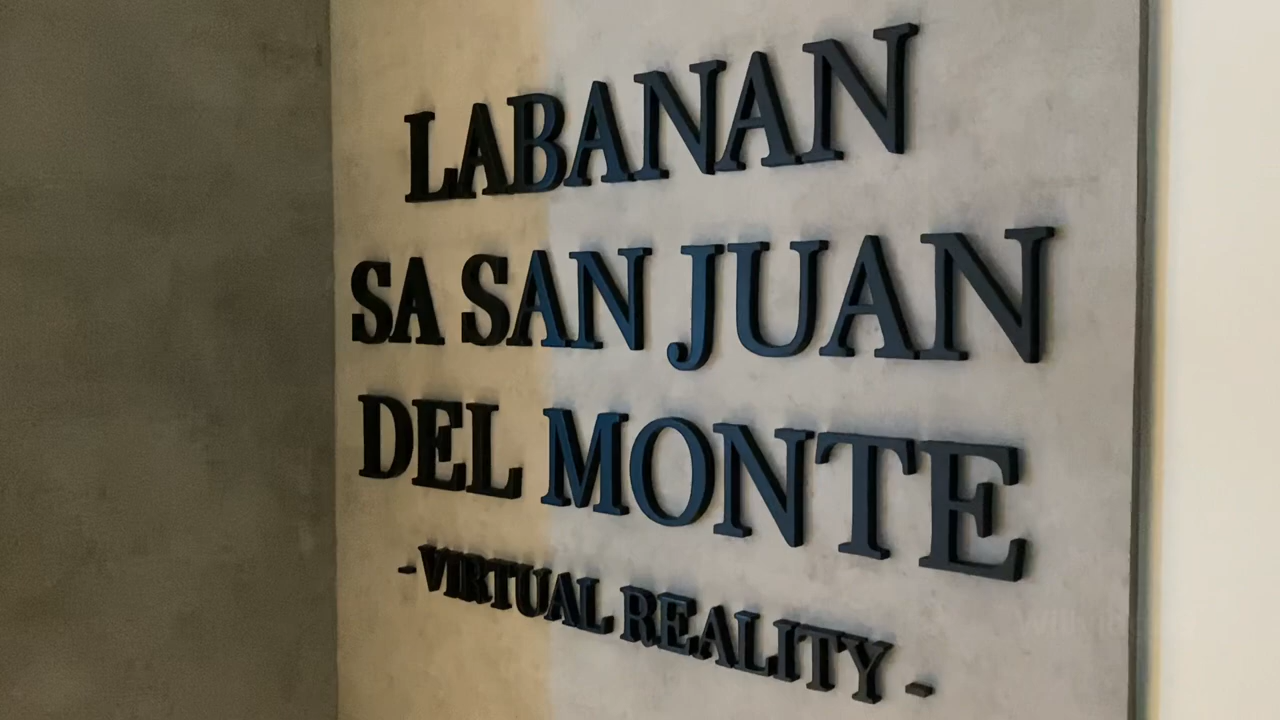 LABANAN
SA SAN JUAN
DEL MONTE
- VIRTUAL REALITY -